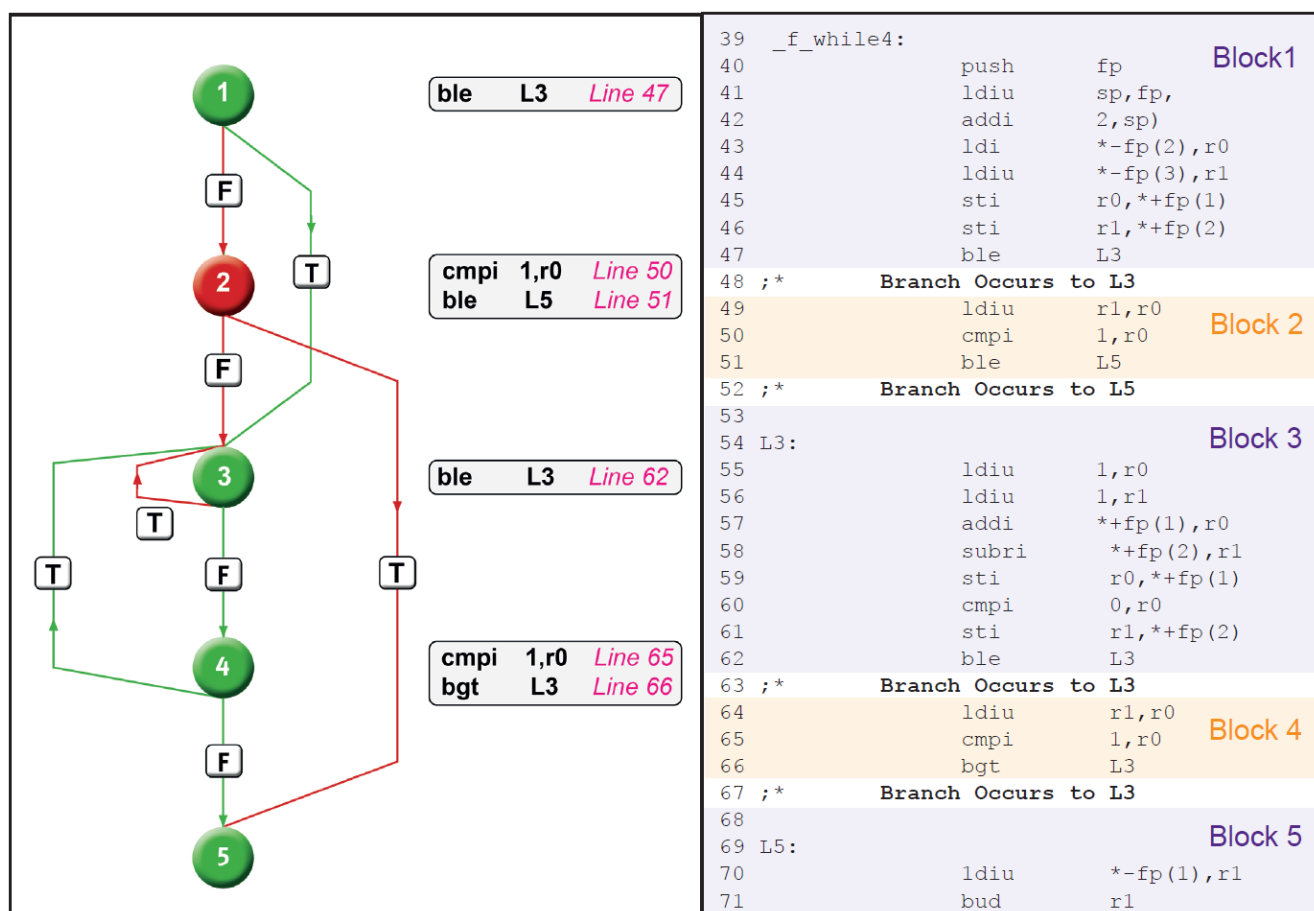 1
ble L3 Line 47
F
T
2
cmpi 1,r0 Line 50
ble L5 Line 51
F
3
ble L3 Line 62
T
T
F
T
4
cmpi 1,r0 Line 65
bgt L3 Line 66
F
5
39 _f_while4:
Block1
40 push fp
41 ldiu sp,fp,
42 addi 2,sp)
43 ldi *-fp(2),r0
44 ldiu *-fp(3),r1
45 sti r0,*+fp(1)
46 sti r1,*+fp(2)
47 ble L3
48 ;* Branch Occurs to L3
49 ldiu r1,r0
Block 2
50 cmpi 1,r0
51 ble L5
52 ;* Branch Occurs to L5
53
Block 3
54 L3:
55 ldiu 1,r0
56 ldiu 1,r1
57 addi *+fp(1),r0
58 subri *+fp(2),r1
59 sti r0,*+fp(1)
60 cmpi 0,r0
61 sti r1,*+fp(2)
62 ble L3
63 ;* Branch Occurs to L3
64 ldiu r1,r0
Block 4
65 cmpi 1,r0
66 bgt L3
67 ;* Branch Occurs to L3
68
Block 5
69 L5:
70 ldiu *-fp(1),r1
71 bud r1